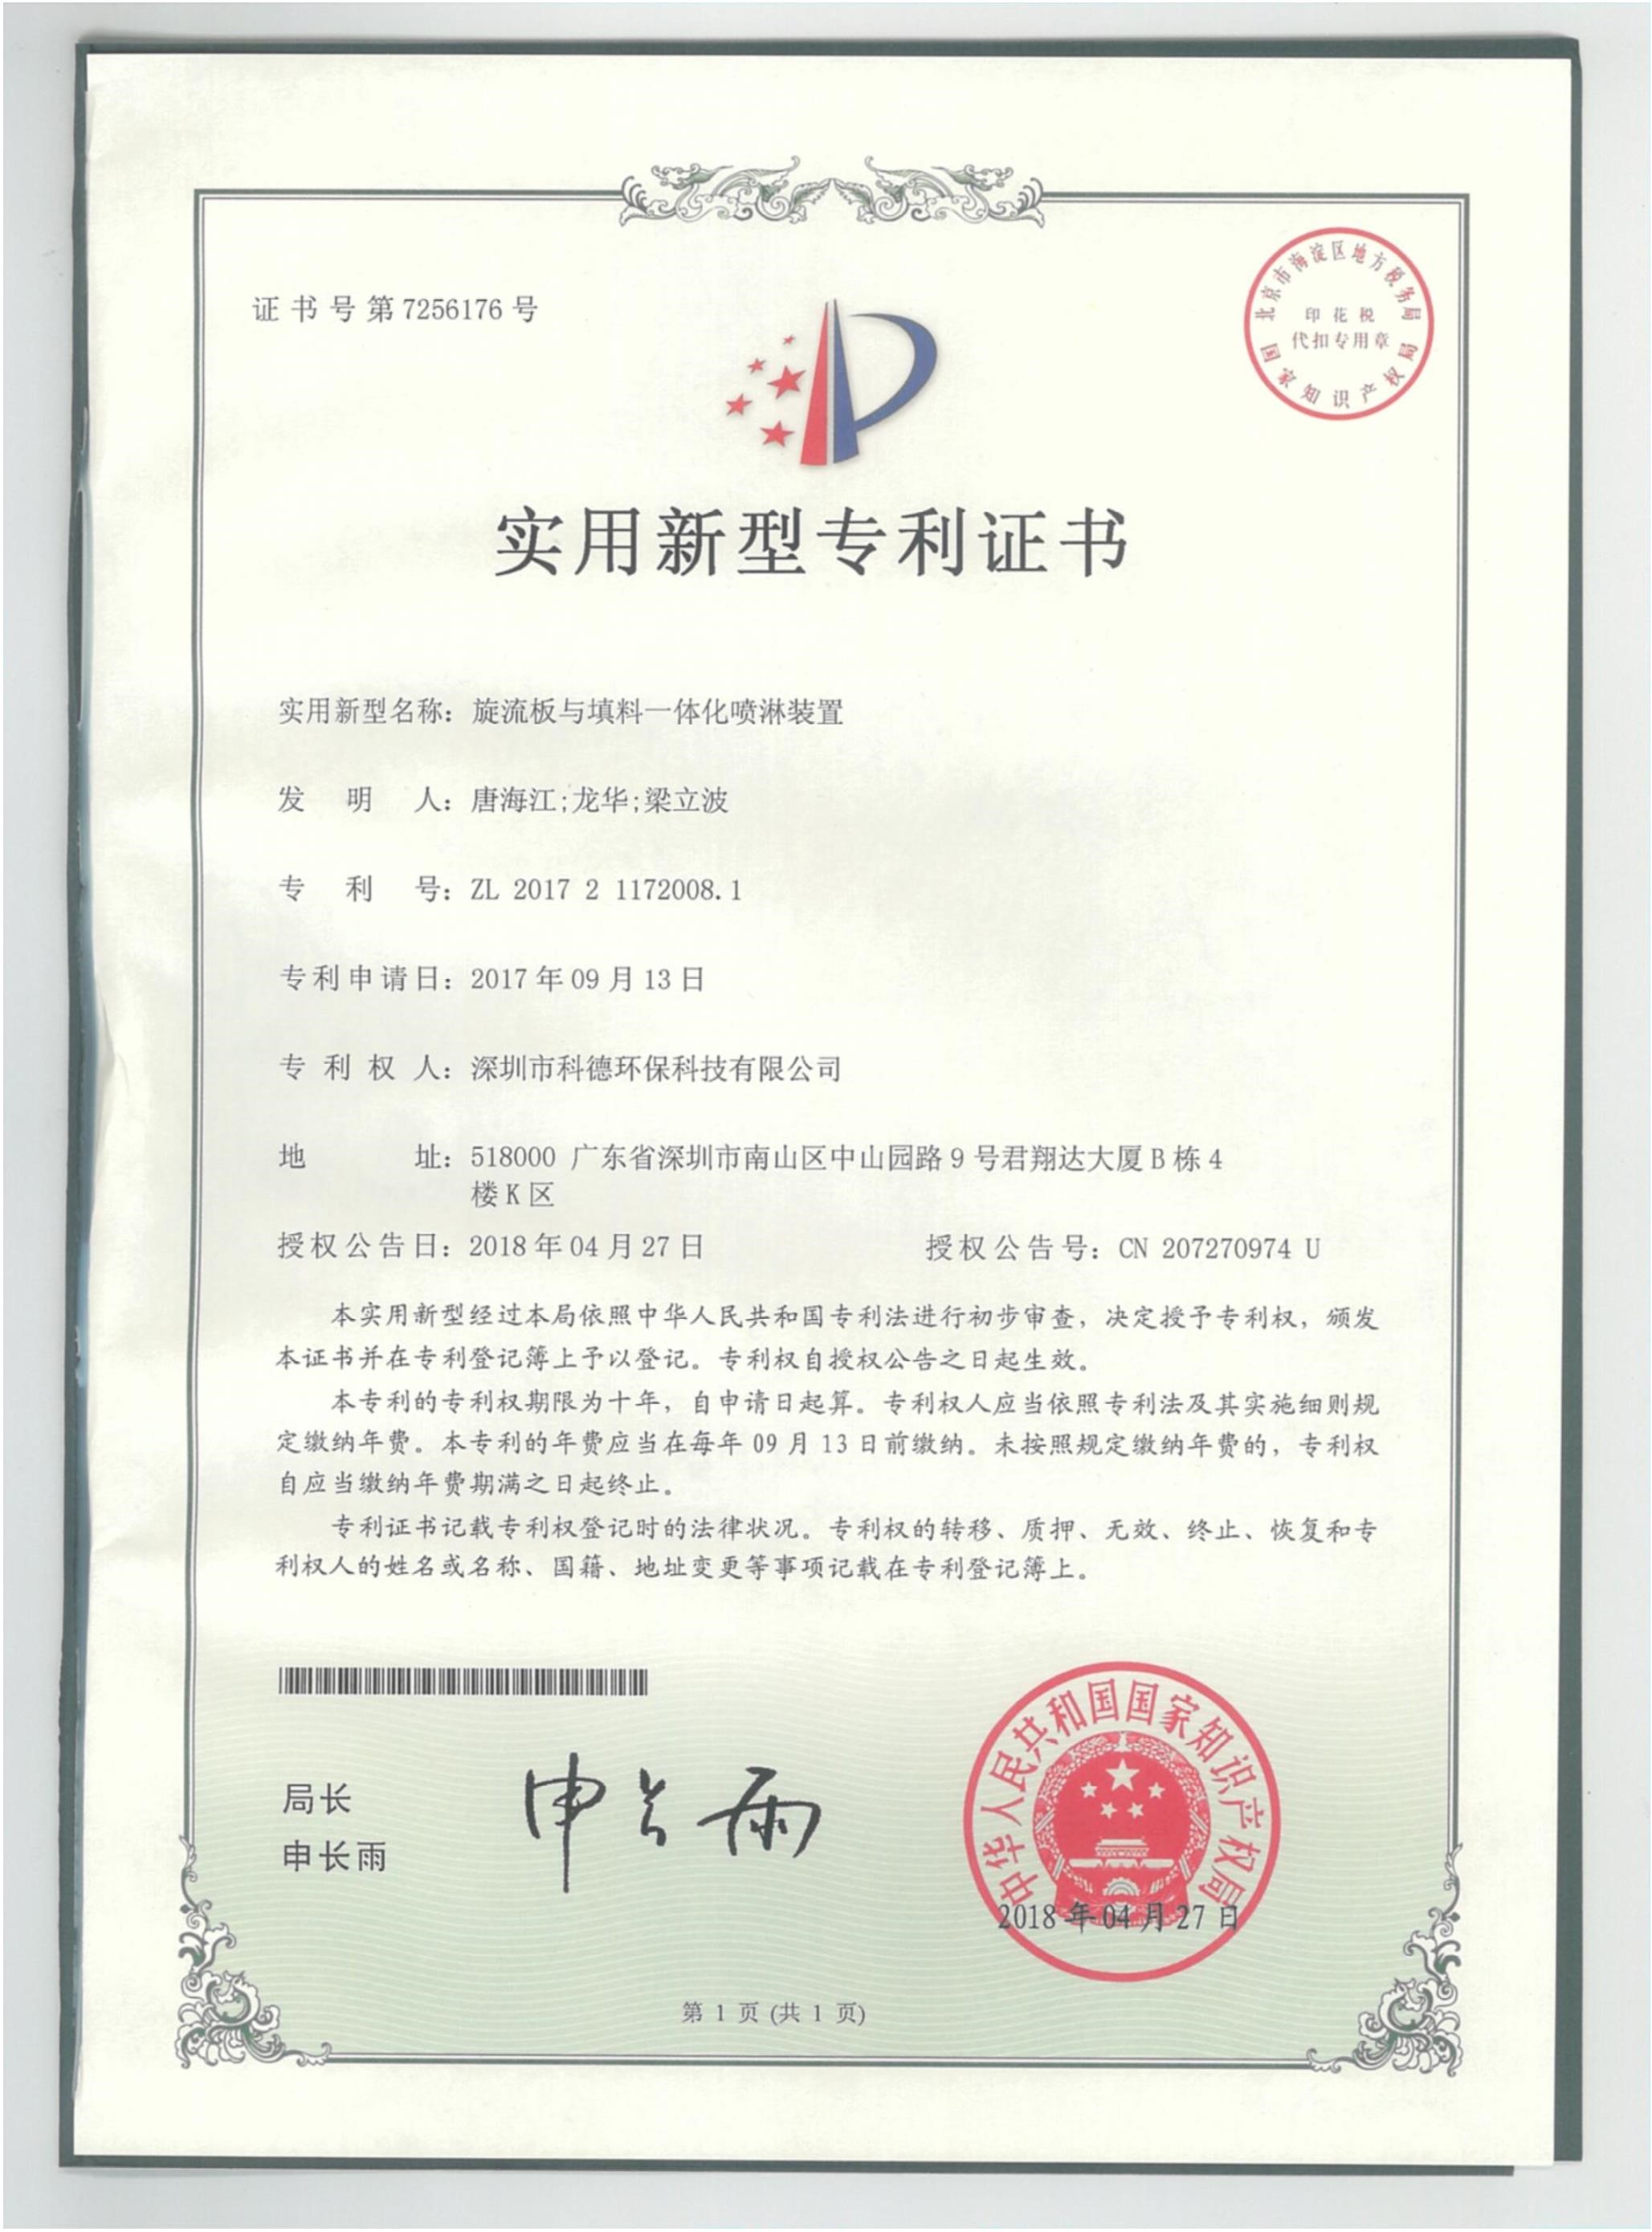 证书号第7256176号
北京市海淀区地方税务局
印花税
代扣专用章
国家知识产权局
实用新型专利证书
实用新型名称：旋流板与填料一体化喷淋装置
发明人：唐海江;龙华;梁立波
专利号：ZL 2017 2 1172008.1
专利申请日：2017年09月13日
专利权人：深圳市科德环保科技有限公司
地址：518000 广东省深圳市南山区中山园路9号君翔达大厦B栋4
楼K区
授权公告日：2018年04月27日 授权公告号：CN 207270974 U
本实用新型经过本局依照中华人民共和国专利法进行初步审查，决定授予专利权，颁发
本证书并在专利登记簿上予以登记。专利权自授权公告之日起生效。
本专利的专利权期限为十年，自申请日起算。专利权人应当依照专利法及其实施细则规
定缴纳年费。本专利的年费应当在每年09月13日前缴纳。未按照规定缴纳年费的，专利权
自应当缴纳年费期满之日起终止。
专利证书记载专利权登记时的法律状况。专利权的转移、质押、无效、终止、恢复和专
利权人的姓名或名称、国籍、地址变更等事项记载在专利登记簿上。
局长
申长雨
申长雨
中华人民共和国国家知识产权局
2018年04月27日
第1页(共1页)